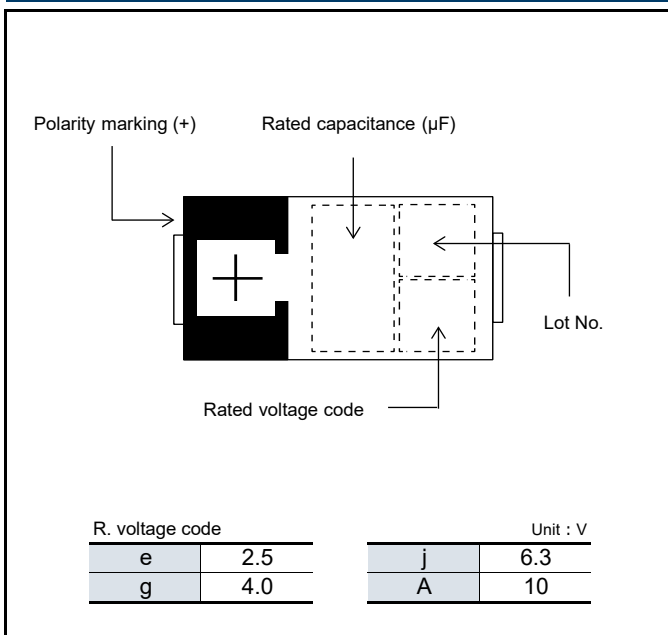 Polarity marking (+) Rated capacitance (µF)
+
Lot No.
Rated voltage code
R. voltage code Unit : V
e 2.5 j 6.3
g 4.0 A 10